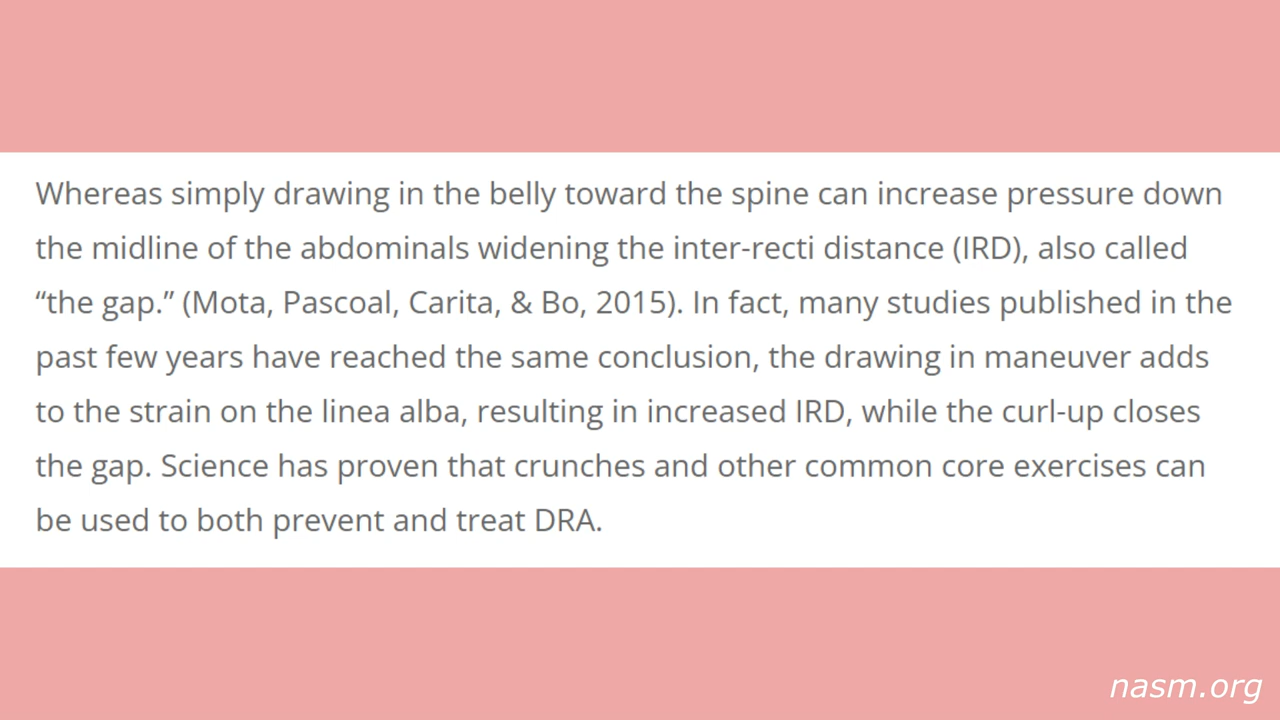 Whereas simply drawing in the belly toward the spine can increase pressure down
the midline of the abdominals widening the inter-recti distance (IRD), also called
“the gap.” (Mota, Pascoal, Carita, & Bo, 2015). In fact, many studies published in the
past few years have reached the same conclusion, the drawing in maneuver adds
to the strain on the linea alba, resulting in increased IRD, while the curl-up closes
the gap. Science has proven that crunches and other common core exercises can
be used to both prevent and treat DRA.
nasm.org